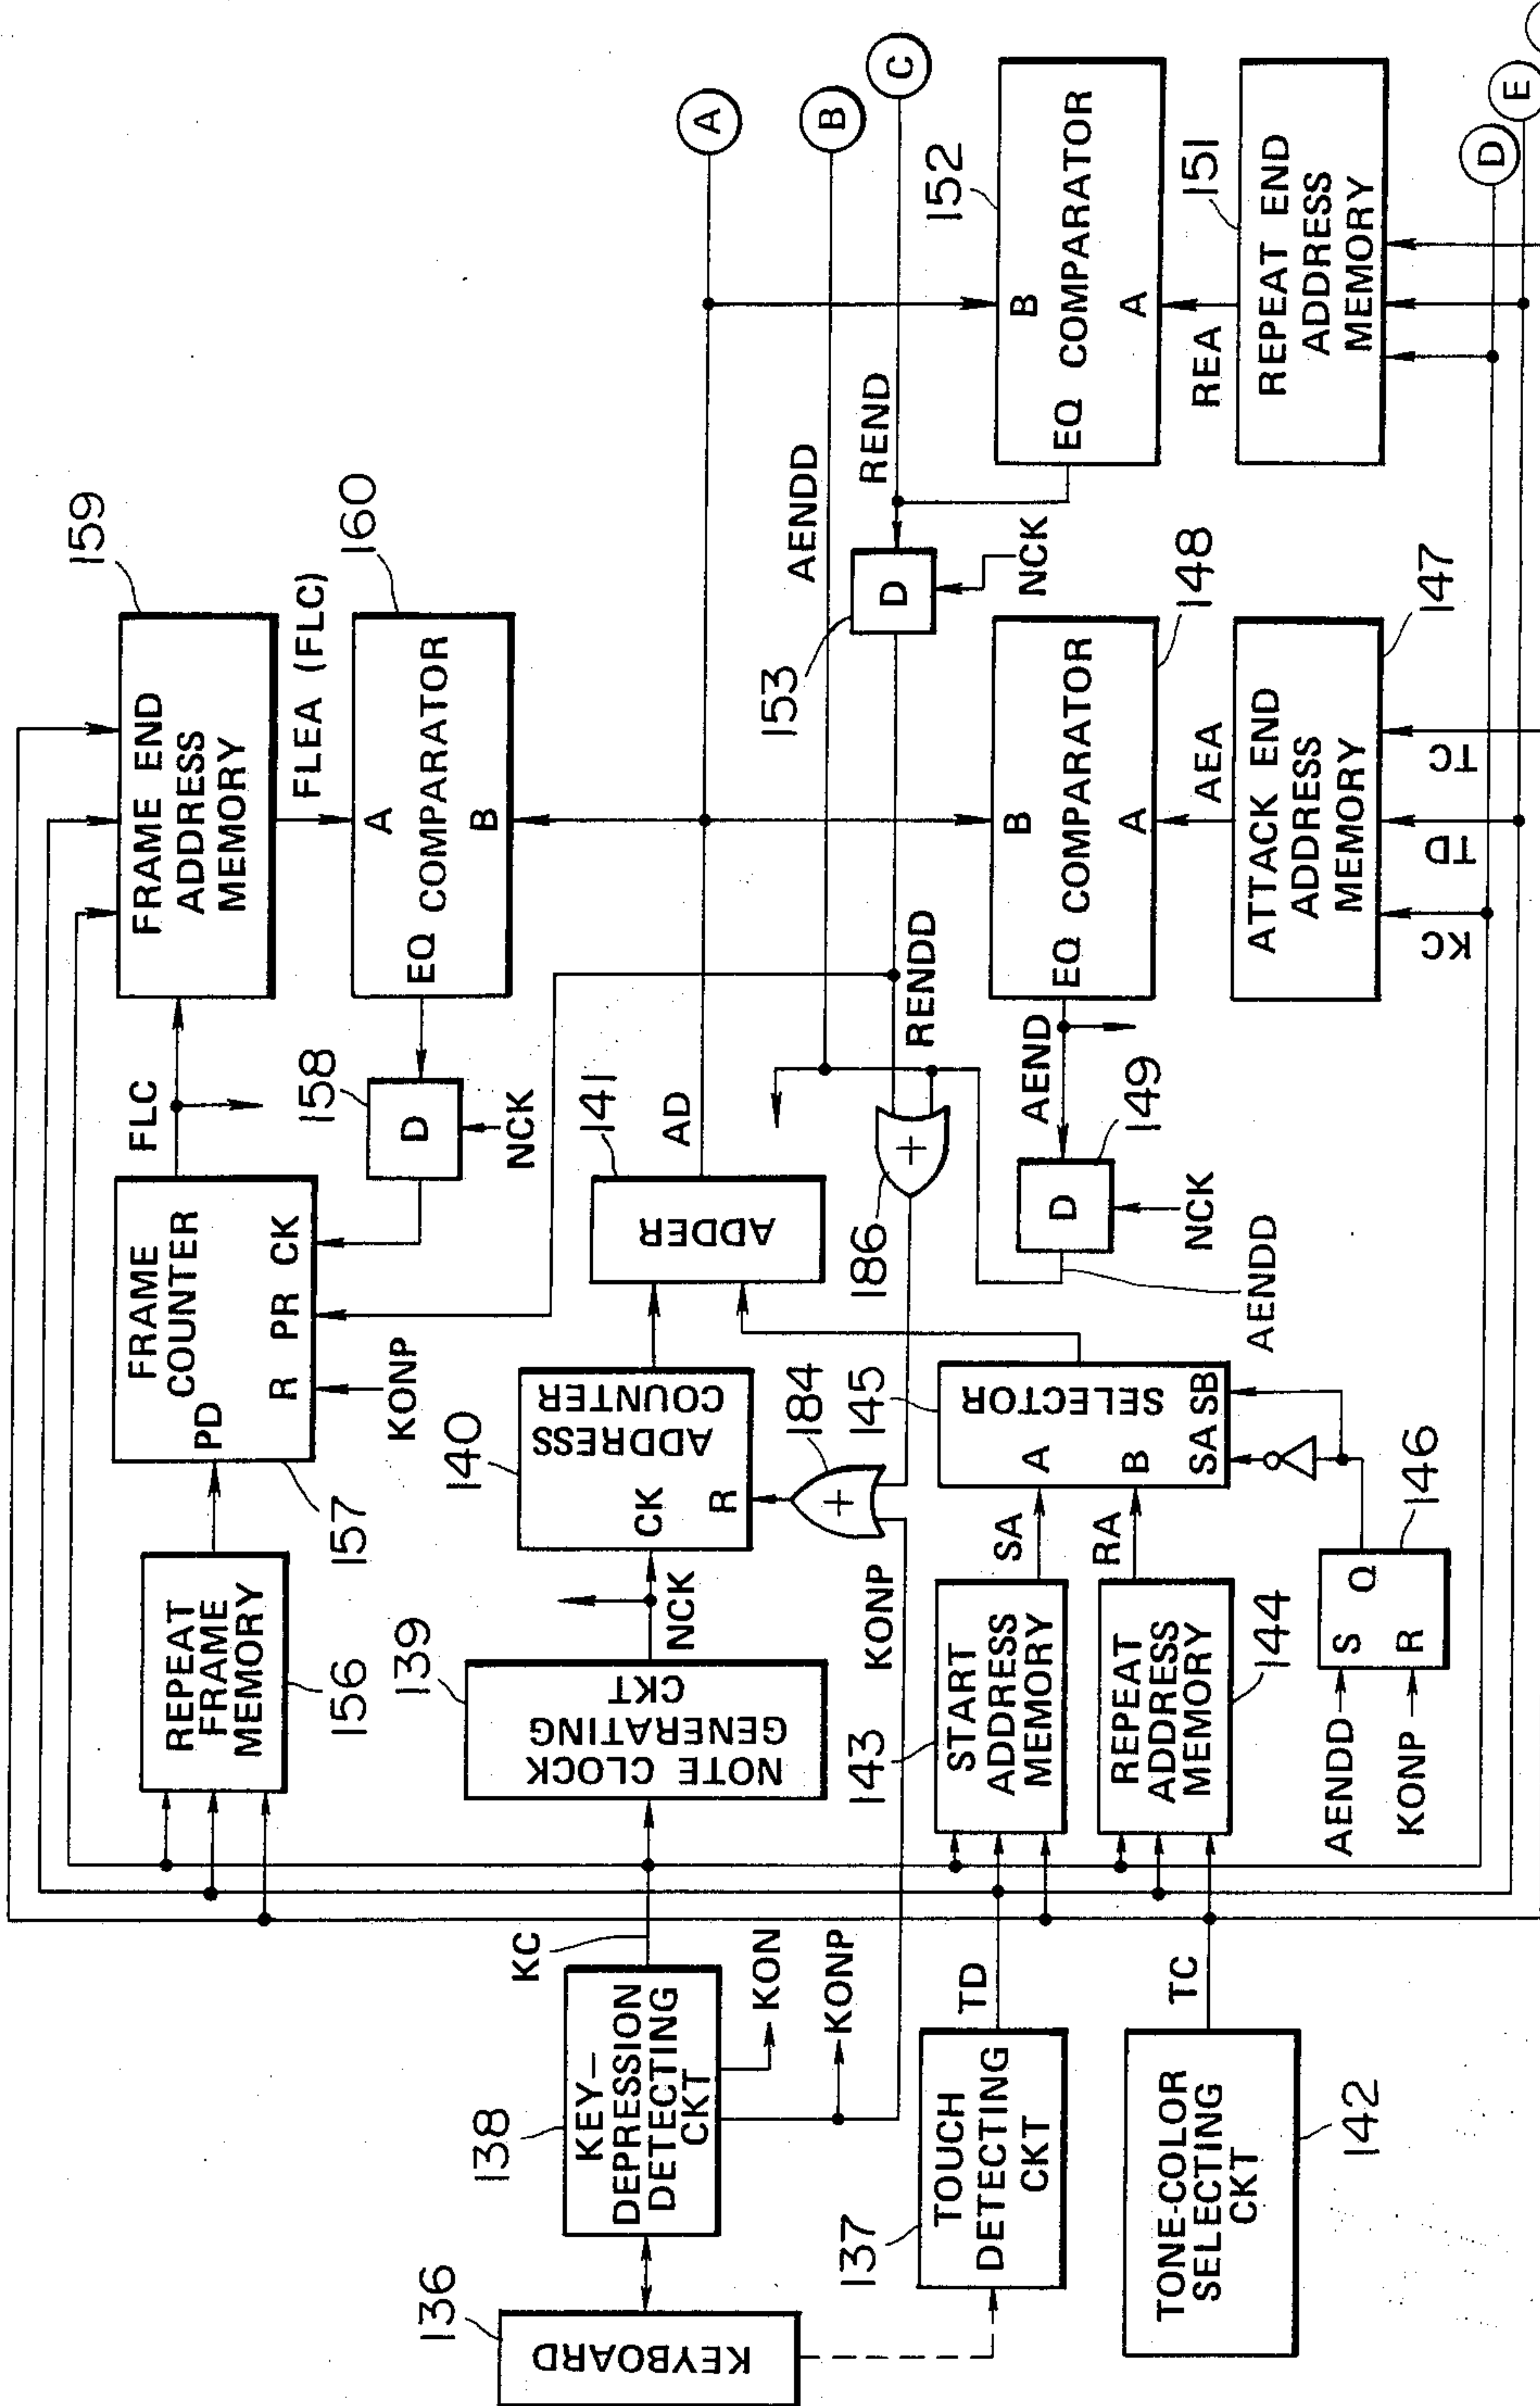 159
FRAME END
ADDRESS
MEMORY
FLEA (FLC)
160
A
EQ COMPARATOR
B
FLC
158
D
NCK
FRAME
COUNTER
PD
R PR CK
KONP
157
REPEAT
FRAME
MEMORY
156
A
B
C
AENDD
REND
153
D
NCK
152
B
EQ COMPARATOR
A
REA
151
REPEAT END
ADDRESS
MEMORY
D
E
148
B
EQ COMPARATOR
A
AEA
147
ATTACK END
ADDRESS
MEMORY
KC
TD
TC
RENDD
AEND
149
D
NCK
AENDD
186
+
141
AD
ADDER
140
ADDRESS
COUNTER
CK
R
184
+
KONP
145
SELECTOR
A
B
SA SB
146
S Q
R
AENDD
KONP
139
NOTE CLOCK
GENERATING
CKT
NCK
143
START
ADDRESS
MEMORY
SA
REPEAT
ADDRESS
MEMORY
RA
144
KC
138
KEY-
DEPRESSION
DETECTING
CKT
KON
KONP
136
KEYBOARD
137
TOUCH
DETECTING
CKT
TD
TONE-COLOR
SELECTING
CKT
TC
142